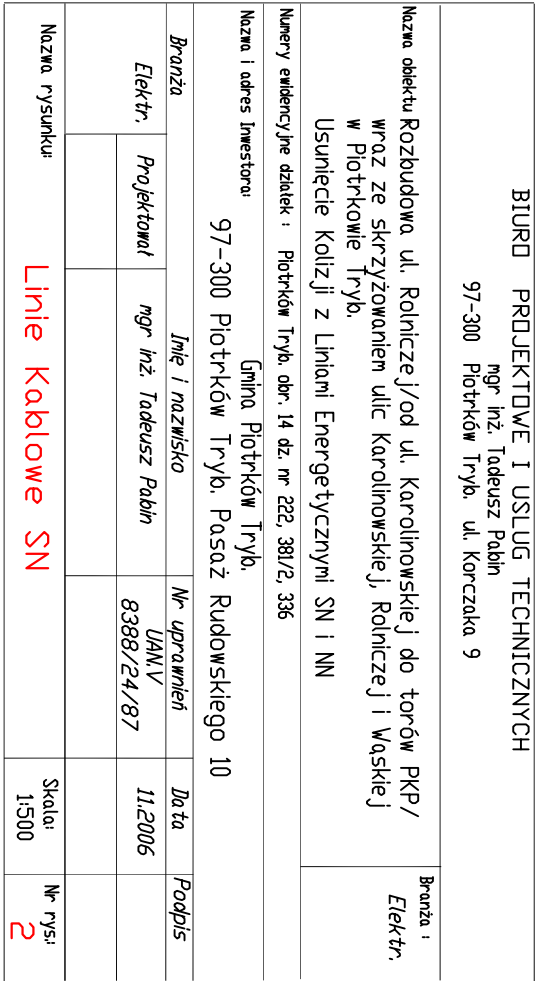 BIURO PROJEKTOWE I USLUG TECHNICZNYCH
mgr inż. Tadeusz Pabin
97-300 Piotrków Tryb. ul. Korczaka 9
Nazwa obiektu Rozbudowa ul. Rolniczej/od ul. Karolinowskiej do torów PKP/
wraz ze skrzyżowaniem ulic Karolinowskiej, Rolniczej i Wąskiej
w Piotrkowie Tryb.
Usunięcie Kolizji z Liniami Energetycznymi SN i NN
Branża :
Elektr.
Numery ewidencyjne działek : Piotrków Tryb. obr. 14 dz. nr 222, 381/2, 336
Nazwa i adres Inwestora:
Gmina Piotrków Tryb.
97-300 Piotrków Tryb. Pasaż Rudowskiego 10
Branża Imię i nazwisko Nr uprawnień Data Podpis
Elektr. Projektował mgr inż. Tadeusz Pabin UAN.V 11.2006
8388/24/87
Nazwa rysunku: Linie Kablowe SN
Skala:
1:500
Nr rys.:
2